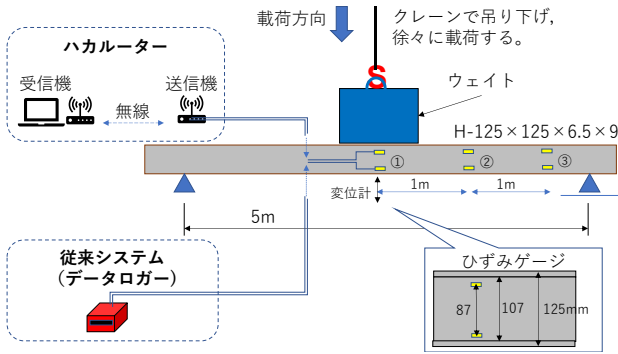 載荷方向
クレーンで吊り下げ,
徐々に載荷する。
ハカルーター
受信機
送信機
無線
S
ウェイト
H-125×125×6.5×9
① ② ③
変位計
1m 1m
5m
従来システム
（データロガー）
ひずみゲージ
87 107 125mm